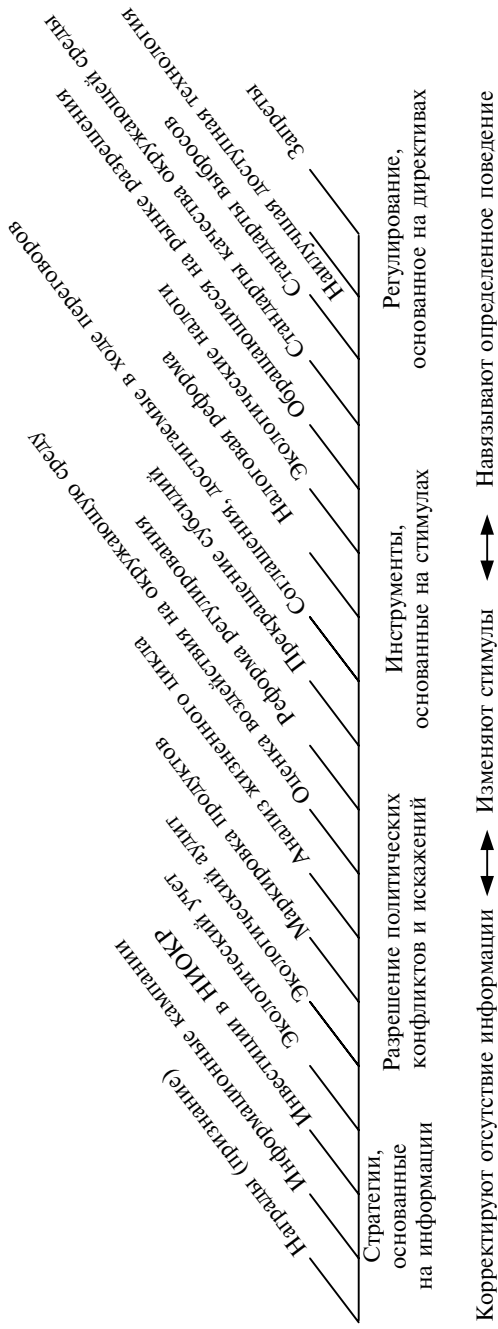 Награды (признание)
Информационные кампании
Инвестиции в НИОКР
Экологический учет
Экологический аудит
Маркировка продуктов
Анализ жизненного цикла
Оценка воздействия на окружающую среду
Реформа регулирования
Прекращение субсидий
Соглашения, достигаемые в ходе переговоров
Налоговая реформа
Экологические налоги
Обращающиеся на рынке разрешения
Стандарты качества окружающей среды
Стандарты выбросов
Наилучшая доступная технология
Запреты
Стратегии,
основанные
на информации
Разрешение политических
конфликтов и искажений
Инструменты,
основанные на стимулах
Регулирование,
основанное на директивах
Корректируют отсутствие информации ↔ Изменяют стимулы ↔ Навязывают определенное поведение